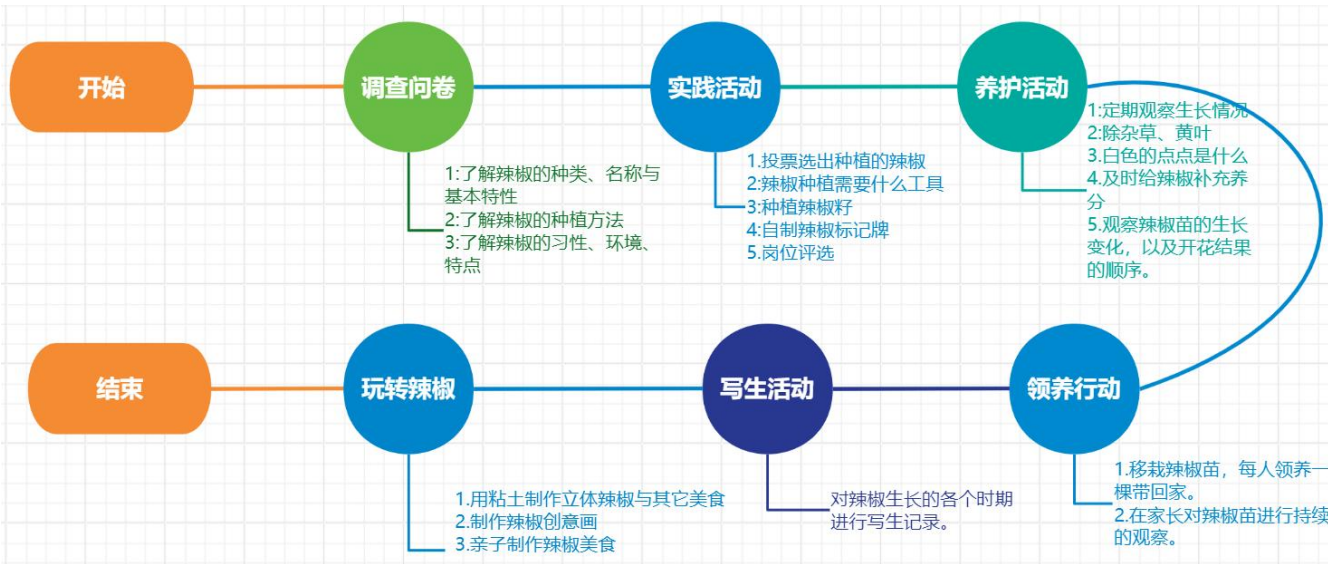 开始
调查问卷
1:了解辣椒的种类、名称与
基本特性
2:了解辣椒的种植方法
3:了解辣椒的习性、环境、
特点
实践活动
1.投票选出种植的辣椒
2:辣椒种植需要什么工具
3:种植辣椒籽
4:自制辣椒标记牌
5.岗位评选
养护活动
1:定期观察生长情况
2:除杂草、黄叶
3.白色的点点是什么
4.及时给辣椒补充养
分
5.观察辣椒苗的生长
变化，以及开花结果
的顺序。
领养行动
1.移栽辣椒苗，每人领养一
棵带回家。
2.在家长对辣椒苗进行持续
的观察。
写生活动
对辣椒生长的各个时期
进行写生记录。
玩转辣椒
1.用粘土制作立体辣椒与其它美食
2.制作辣椒创意画
3.亲子制作辣椒美食
结束